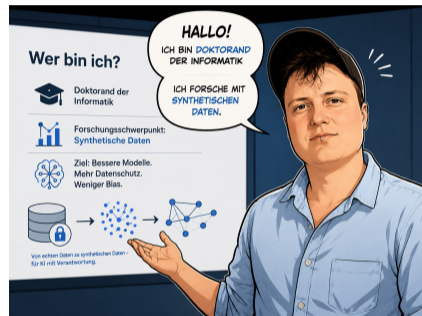 Wer bin ich?
Doktorand der
Informatik
Forschungsschwerpunkt:
Synthetische Daten
Ziel: Bessere Modelle.
Mehr Datenschutz.
Weniger Bias.
Von echten Daten zu synthetischen Daten –
für KI mit Verantwortung.
HALLO!
ICH BIN DOKTORAND
DER INFORMATIK
ICH FORSCHE MIT
SYNTHETISCHEN
DATEN.